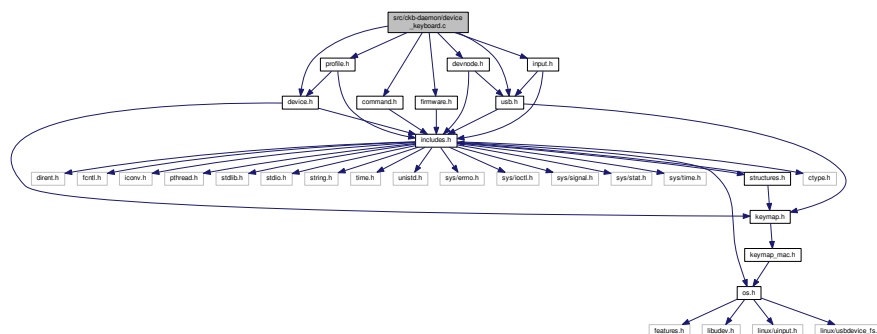 src/ckb-daemon/device
_keyboard.c
profile.h
devnode.h
input.h
device.h
command.h
firmware.h
usb.h
includes.h
dirent.h
fcntl.h
iconv.h
pthread.h
stdlib.h
stdio.h
string.h
time.h
unistd.h
sys/errno.h
sys/ioctl.h
sys/signal.h
sys/stat.h
sys/time.h
structures.h
ctype.h
keymap.h
keymap_mac.h
os.h
features.h
libudev.h
linux/uinput.h
linux/usbdevice_fs.